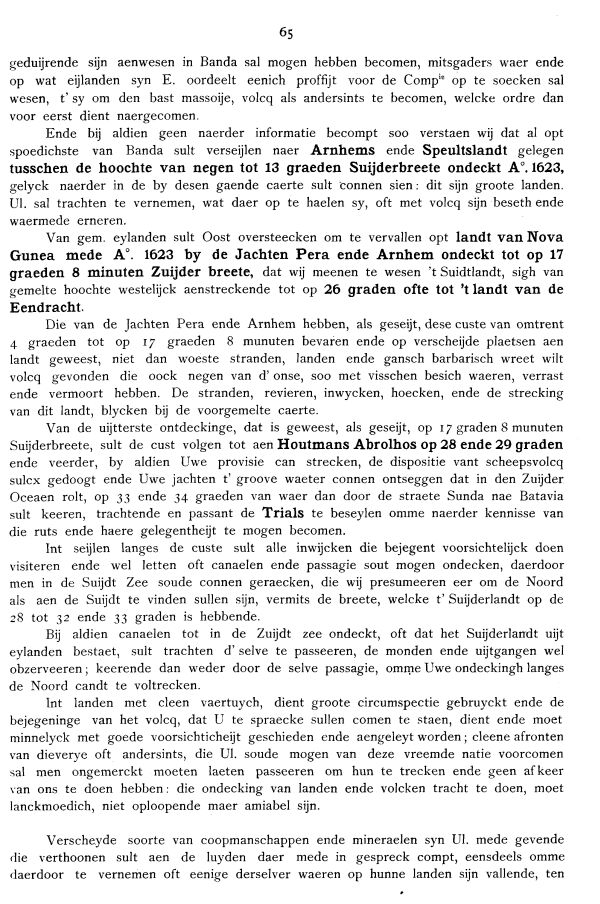 65
geduijrende sijn aenwesen in Banda sal mogen hebben becomen, mitsgaders waer ende
op wat eijlanden syn E. oordeelt eenich proffijt voor de Compie op te soecken sal
wesen, t' sy om den bast massoije, volcq als andersints te becomen, welcke ordre dan
voor eerst dient naergecomen.
Ende bij aldien geen naerder informatie becompt soo verstaen wij dat al opt
spoedichste van Banda sult verseijlen naer Arnhems ende Speultslandt gelegen
tusschen de hoochte van negen tot 13 graeden Suijderbreete ondeckt A°. 1623,
gelyck naerder in de by desen gaende caerte sult connen sien: dit sijn groote landen.
Ul. sal trachten te vernemen, wat daer op te haelen sy, oft met volcq sijn beseth ende
waermede erneren.
Van gem. eylanden sult Oost oversteecken om te vervallen opt landt van Nova
Gunea mede A°. 1623 by de Jachten Pera ende Arnhem ondeckt tot op 17
graeden 8 minuten Zuijder breete, dat wij meenen te wesen 't Suidtlandt, sigh van
gemelte hoochte westelijck aenstreckende tot op 26 graden ofte tot 't landt van de
Eendracht.
Die van de Jachten Pera ende Arnhem hebben, als geseijt, dese custe van omtrent
4 graeden tot op 17 graeden 8 munuten bevaren ende op verscheijde plaetsen aen
landt geweest, niet dan woeste stranden, landen ende gansch barbarisch wreet wilt
volcq gevonden die oock negen van d' onse, soo met visschen besich waeren, verrast
ende vermoort hebben. De stranden, revieren, inwycken, hoecken, ende de strecking
van dit landt, blycken bij de voorgemelte caerte.
Van de uijtterste ontdeckinge, dat is geweest, als geseijt, op 17 graden 8 munuten
Suijderbreete, sult de cust volgen tot aen Houtmans Abrolhos op 28 ende 29 graden
ende veerder, by aldien Uwe provisie can strecken, de dispositie vant scheepsvolcq
sulcx gedoogt ende Uwe jachten t' groove waeter connen ontseggen dat in den Zuijder
Oceaen rolt, op 33 ende 34 graeden van waer dan door de straete Sunda nae Batavia
sult keeren, trachtende en passant de Trials te beseylen omme naerder kennisse van
die ruts ende haere gelegentheijt te mogen becomen.
Int seijlen langes de custe sult alle inwijcken die bejegent voorsichtelijck doen
visiteren ende wel letten oft canaelen ende passagie sout mogen ondecken, daerdoor
men in de Suijdt Zee soude connen geraecken, die wij presumeeren eer om de Noord
als aen de Suijdt te vinden sullen sijn, vermits de breete, welcke t' Suijderlandt op de
28 tot 32 ende 33 graden is hebbende.
Bij aldien canaelen tot in de Zuijdt zee ondeckt, oft dat het Suijderlandt uijt
eylanden bestaet, sult trachten d' selve te passeeren, de monden ende uijtgangen wel
obzerveeren; keerende dan weder door de selve passagie, omme Uwe ondeckingh langes
de Noord candt te voltrecken.
Int landen met cleen vaertuych, dient groote circumspectie gebruyckt ende de
bejegeninge van het volcq, dat U te spraecke sullen comen te staen, dient ende moet
minnelyck met goede voorsichticheijt geschieden ende aengeleyt worden; cleene afronten
van dieverye oft andersints, die Ul. soude mogen van deze vreemde natie voorcomen
sal men ongemerckt moeten laeten passeeren om hun te trecken ende geen afkeer
van ons te doen hebben: die ondecking van landen ende volcken tracht te doen, moet
lanckmoedich, niet oploopende maer amiabel sijn.
Verscheyde soorte van coopmanschappen ende mineraelen syn Ul. mede gevende
die verthoonen sult aen de luyden daer mede in gespreck compt, eensdeels omme
daerdoor te vernemen oft eenige derselver waeren op hunne landen sijn vallende, ten